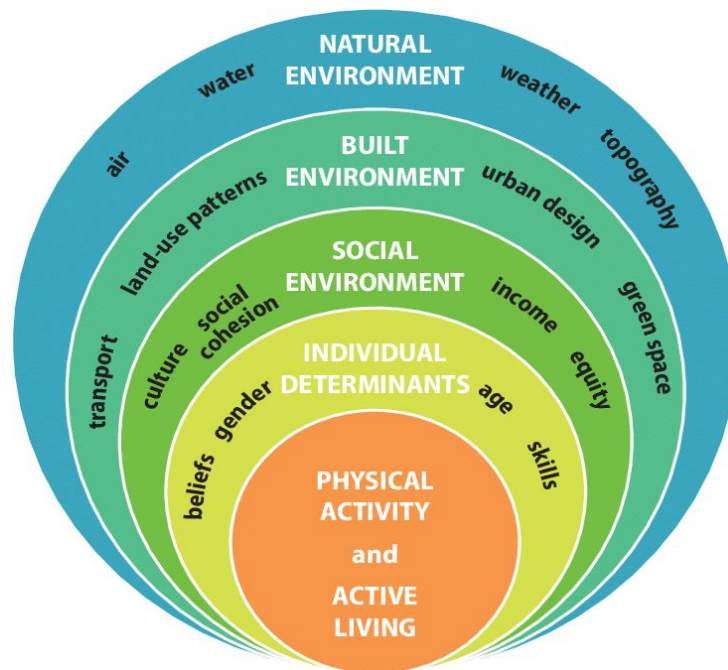 NATURAL
ENVIRONMENT
air
water
weather
topography
BUILT
ENVIRONMENT
transport
land-use patterns
urban design
green space
SOCIAL
ENVIRONMENT
culture
social
cohesion
income
equity
INDIVIDUAL
DETERMINANTS
beliefs
gender
age
skills
PHYSICAL
ACTIVITY
and
ACTIVE
LIVING